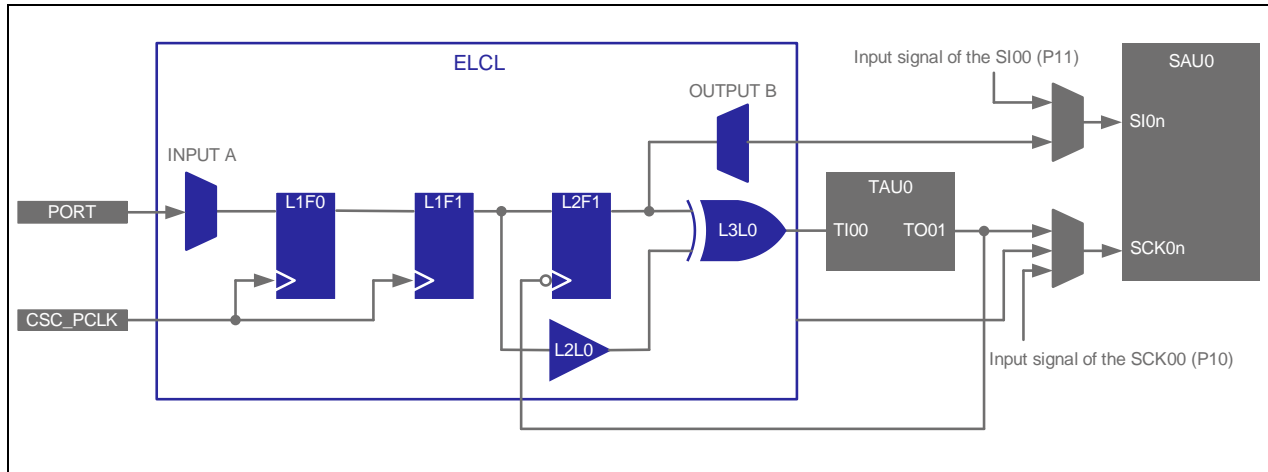 ELCL
Input signal of the SI00 (P11)
SAU0
OUTPUT B
SI0n
INPUT A
L1F0
L1F1
L2F1
TAU0
PORT
L3L0
TI00
TO01
SCK0n
CSC_PCLK
L2L0
Input signal of the SCK00 (P10)